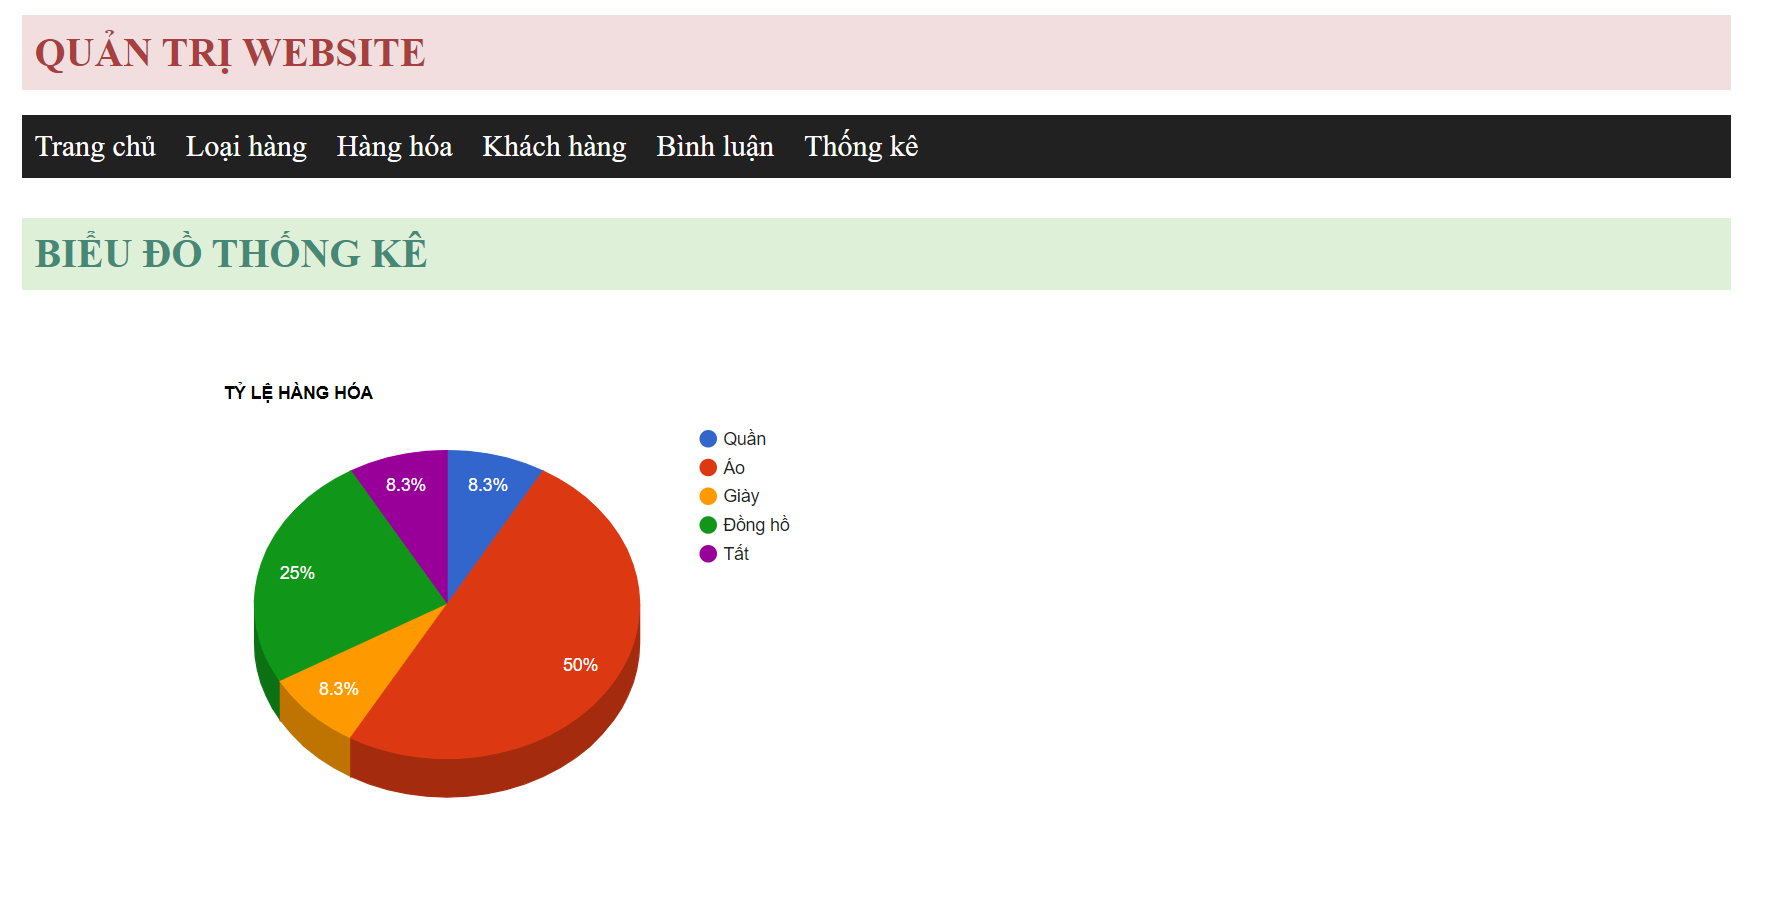 QUẢN TRỊ WEBSITE
Trang chủ Loại hàng Hàng hóa Khách hàng Bình luận Thống kê
BIỂU ĐỒ THỐNG KÊ
TỶ LỆ HÀNG HÓA
Quần
Áo
Giày
Đồng hồ
Tất
8.3% 8.3%
25%
50%
8.3%